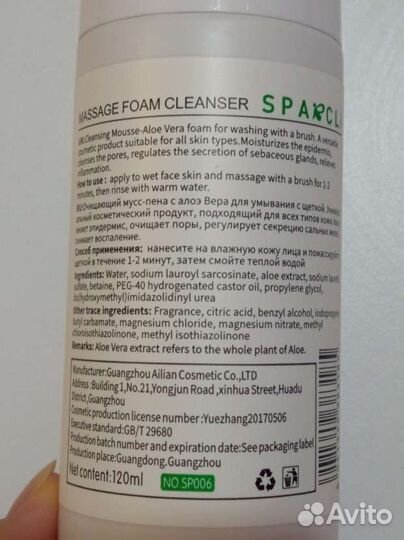 MASSAGE FOAM CLEANSER SPARCL
UK:Cleansing Mousse-Aloe Vera foam for washing with a brush. A versatile
cosmetic product suitable for all skin types.Moisturizes the epidermis,
cleanses the pores, regulates the secretion of sebaceous glands, relieves
inflammation.
How to use : apply to wet face skin and massage with a brush for 1-2
minutes, then rinse with warm water.
Очищающий мусс-пена с алоэ Вера для умывания с щеткой.
косметический продукт, подходящий для всех типов кожи.
эпидермис, очищает поры, регулирует секрецию сальных
снимает воспаление.
Способ применения: нанесите на влажную кожу лица и
щеткой в течение 1-2 минут, затем смойте теплой водой
Ingredients: Water, sodium lauroyl sarcosinate, aloe extract, sodium
sulfate, betaine, PEG-40 hydrogenated castor oil, propylene glycol,
bis(hydroxymethyl)imidazolidinyl urea
Other trace ingredients: Fragrance, citric acid, benzyl alcohol, iodopropynyl
butyl carbamate, magnesium chloride, magnesium nitrate, methyl
chloroisothiazolinone, methyl isothiazolinone
Remarks: Aloe Vera extract refers to the whole plant of Aloe.
Manufacturer:Guangzhou Ailian Cosmetic Co.,LTD
Address :Building1,No.21,Yongjun Road ,xinhua Street,Huadu
District,Guangzhou
Cosmetic production license number :Yuezhang20170506
Executive standard:GB/T 29680
Production batch number and expiration date:See packaging label
Production place:Guangdong.Guangzhou
Net content:120ml NO SP006
Avito